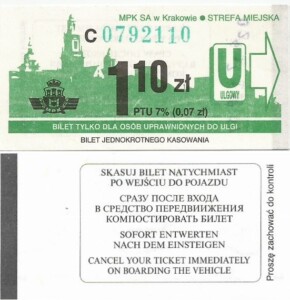 MPK SA w Krakowie ● STREFA MIEJSKA
C 0792110
1 10 zł
U
ULGOWY
PTU 7% (0,07 zł)
BILET TYLKO DLA OSÓB UPRAWNIONYCH DO ULGI
BILET JEDNOKROTNEGO KASOWANIA
SKASUJ BILET NATYCHMIAST
PO WEJŚCIU DO POJAZDU
СРАЗУ ПОСЛЕ ВХОДА
В СРЕДСТВО ПЕРЕДВИЖЕНИЯ
КОМПОСТИРОВАТЬ БИЛЕТ
SOFORT ENTWERTEN
NACH DEM EINSTEIGEN
CANCEL YOUR TICKET IMMEDIATELY
ON BOARDING THE VEHICLE
Proszę zachować do kontroli